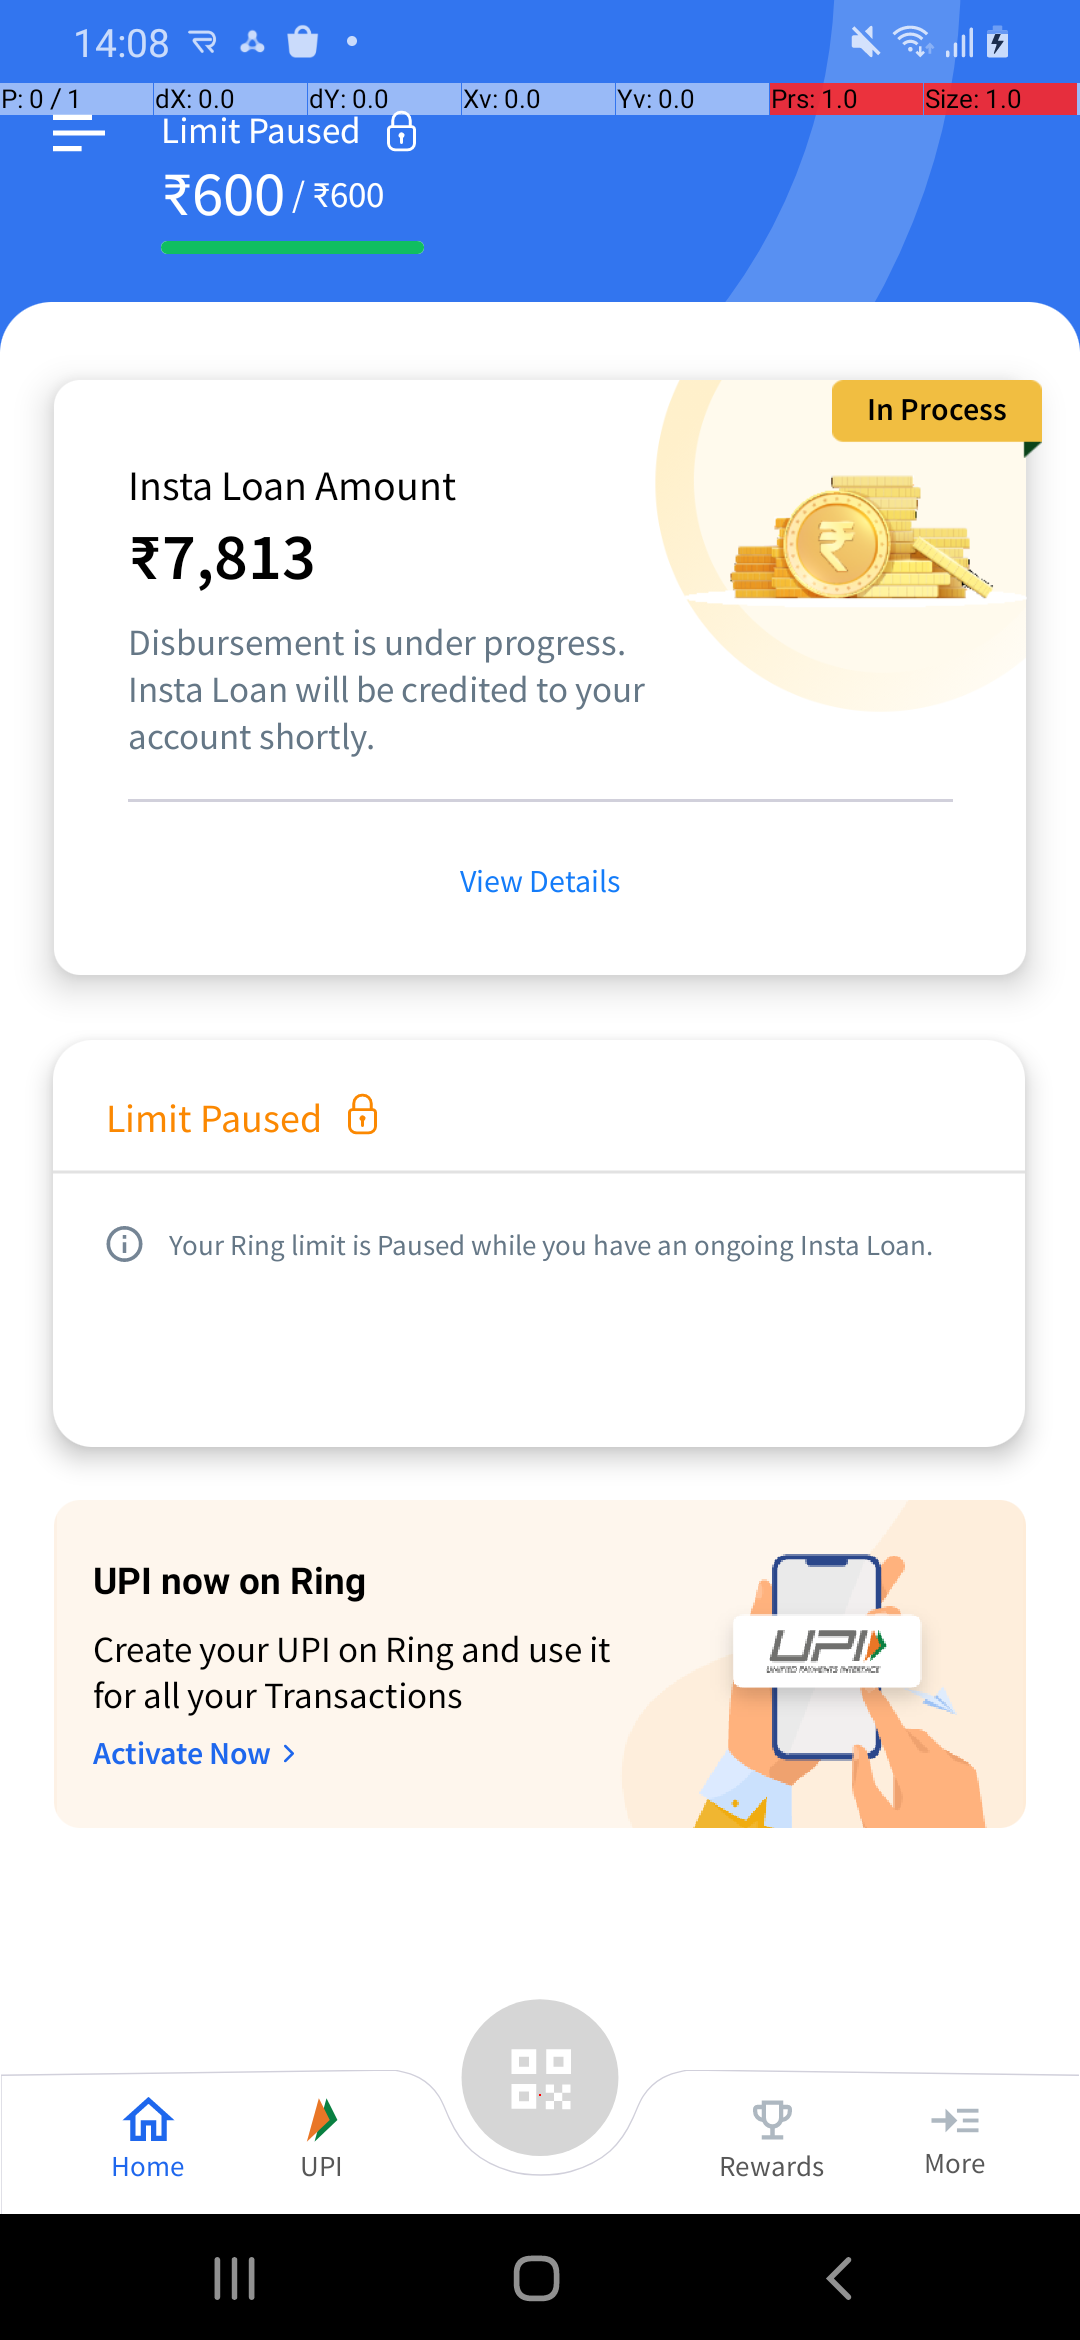 14:08
P: 0 / 1 dX: 0.0 dY: 0.0 Xv: 0.0 Yv: 0.0 Prs: 1.0 Size: 1.0
Limit Paused
₹600 / ₹600
In Process
Insta Loan Amount
₹7,813
Disbursement is under progress.
Insta Loan will be credited to your
account shortly.
View Details
Limit Paused
Your Ring limit is Paused while you have an ongoing Insta Loan.
UPI now on Ring
Create your UPI on Ring and use it
for all your Transactions
Activate Now
UPI
UNIFIED PAYMENTS INTERFACE
Home UPI Rewards More